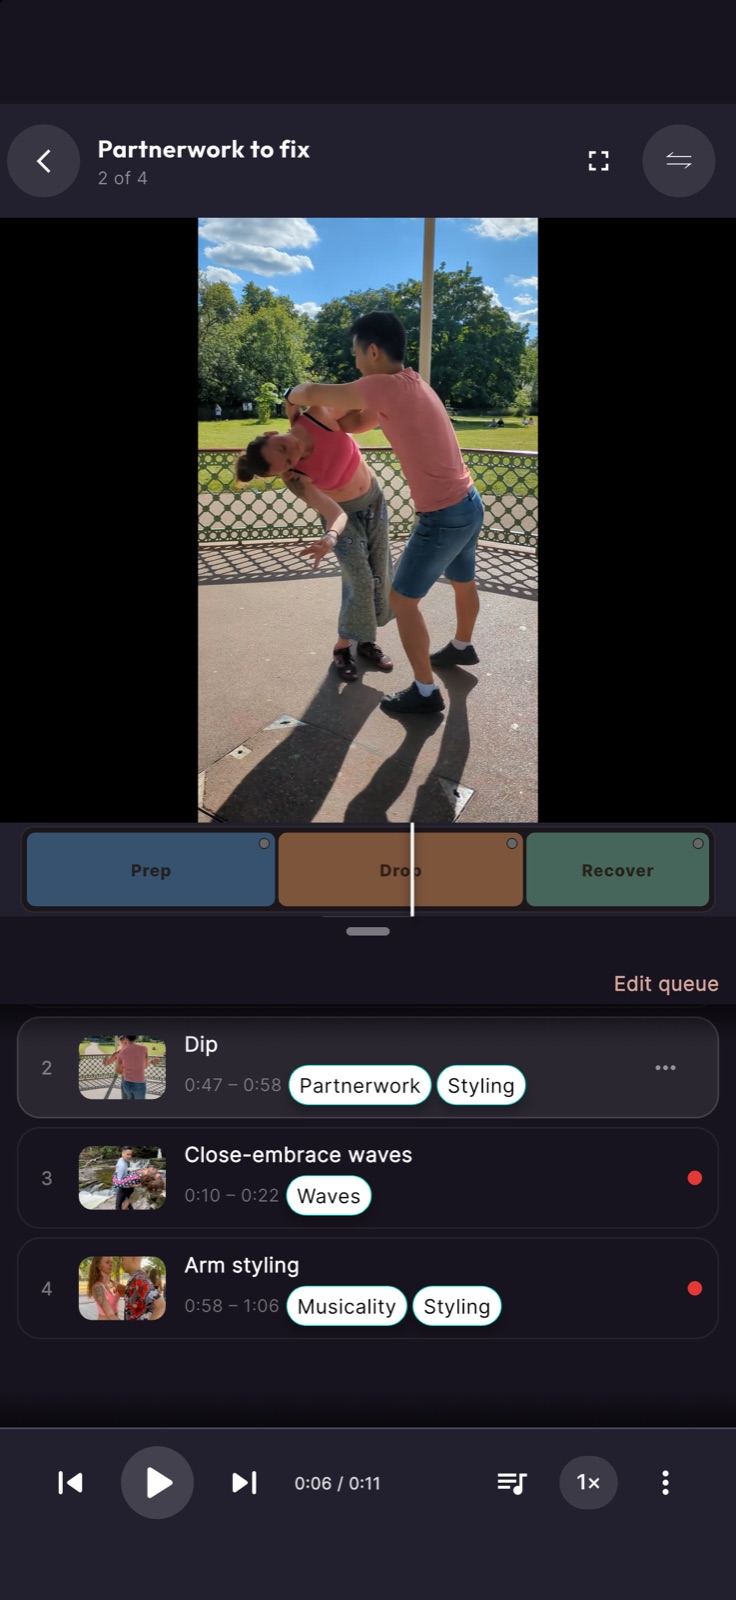 Partnerwork to fix
2 of 4
Prep
Drop
Recover
Edit queue
2
Dip
0:47 – 0:58 Partnerwork Styling
3
Close-embrace waves
0:10 – 0:22 Waves
4
Arm styling
0:58 – 1:06 Musicality Styling
0:06 / 0:11
1×